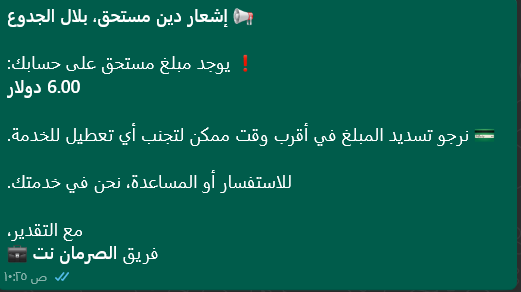 📢 إشعار دين مستحق، بلال الجدوع
❗ يوجد مبلغ مستحق على حسابك:
6.00 دولار
💳 نرجو تسديد المبلغ في أقرب وقت ممكن لتجنب أي تعطيل للخدمة.
للاستفسار أو المساعدة، نحن في خدمتك.
مع التقدير،
فريق الصرمان نت 💼
١٠:٢٥ ص